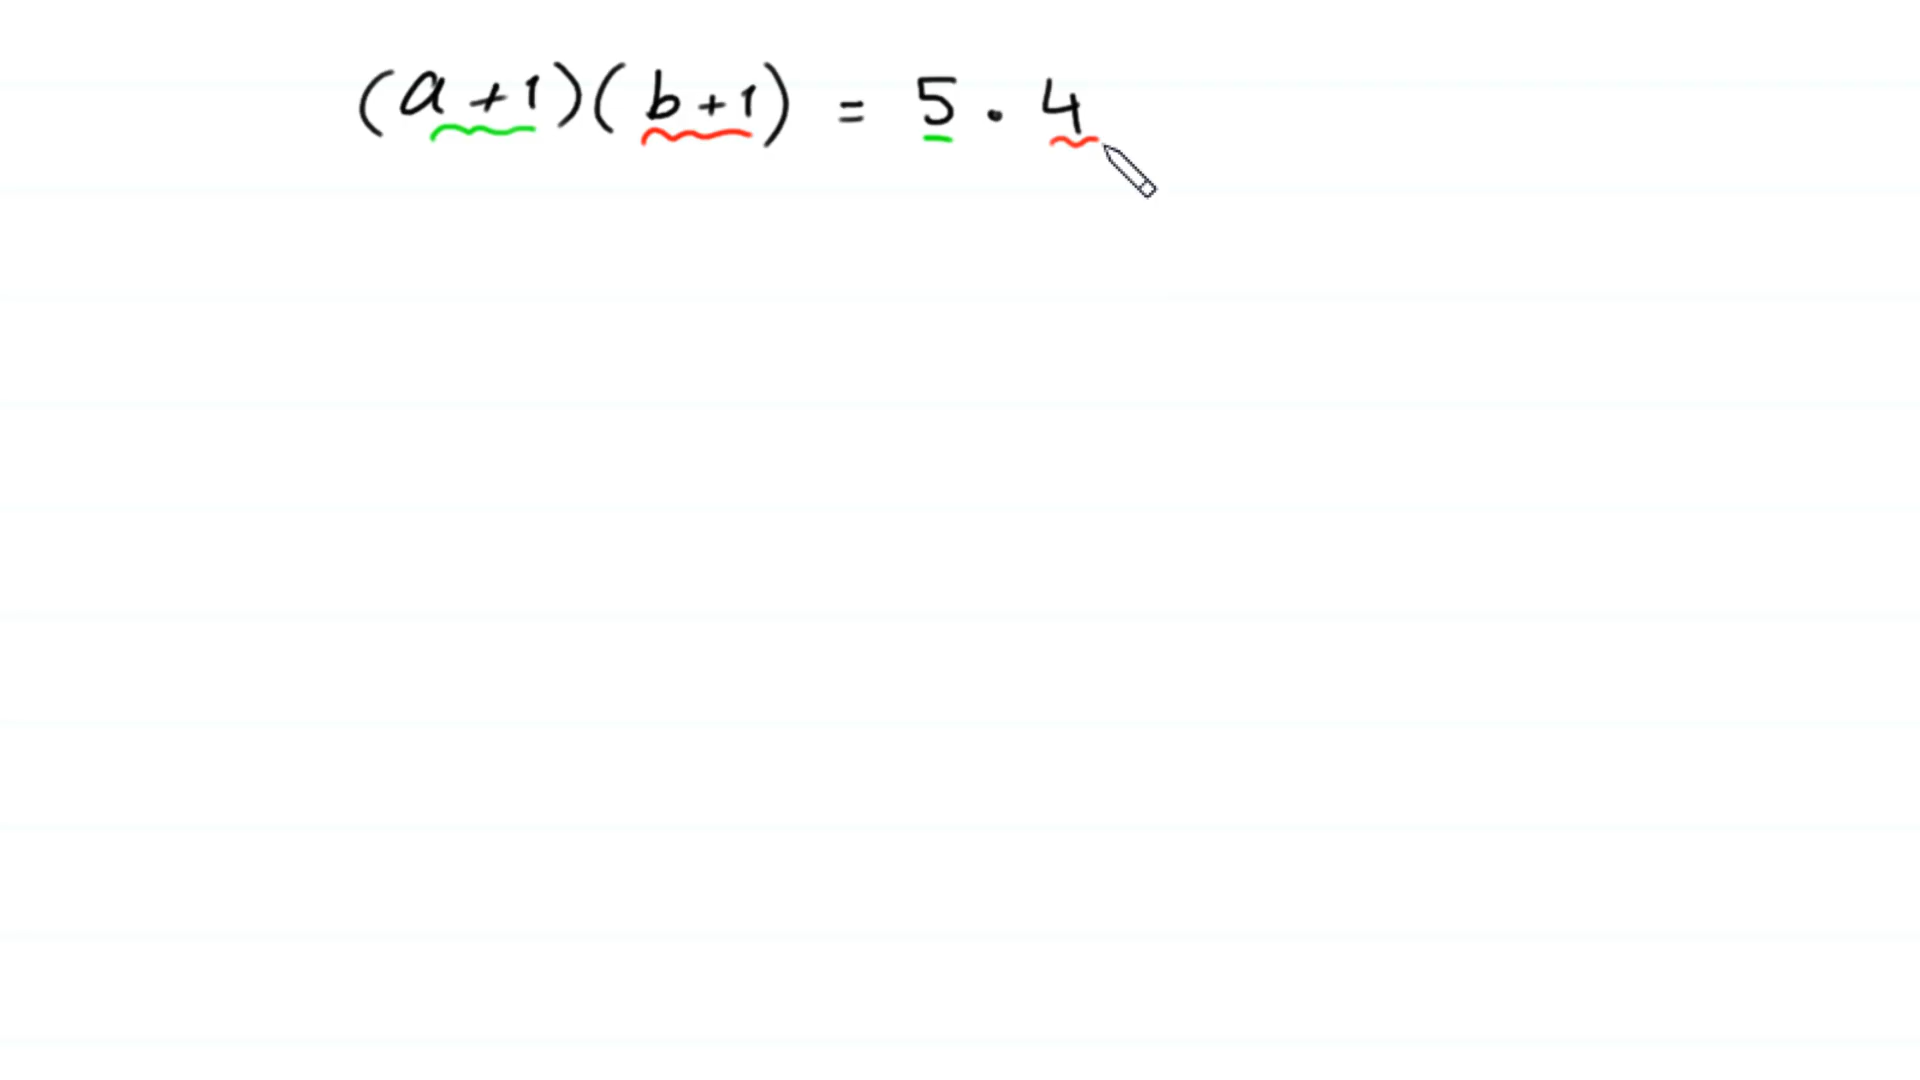 (a+1)(b+1) = 5 . 4